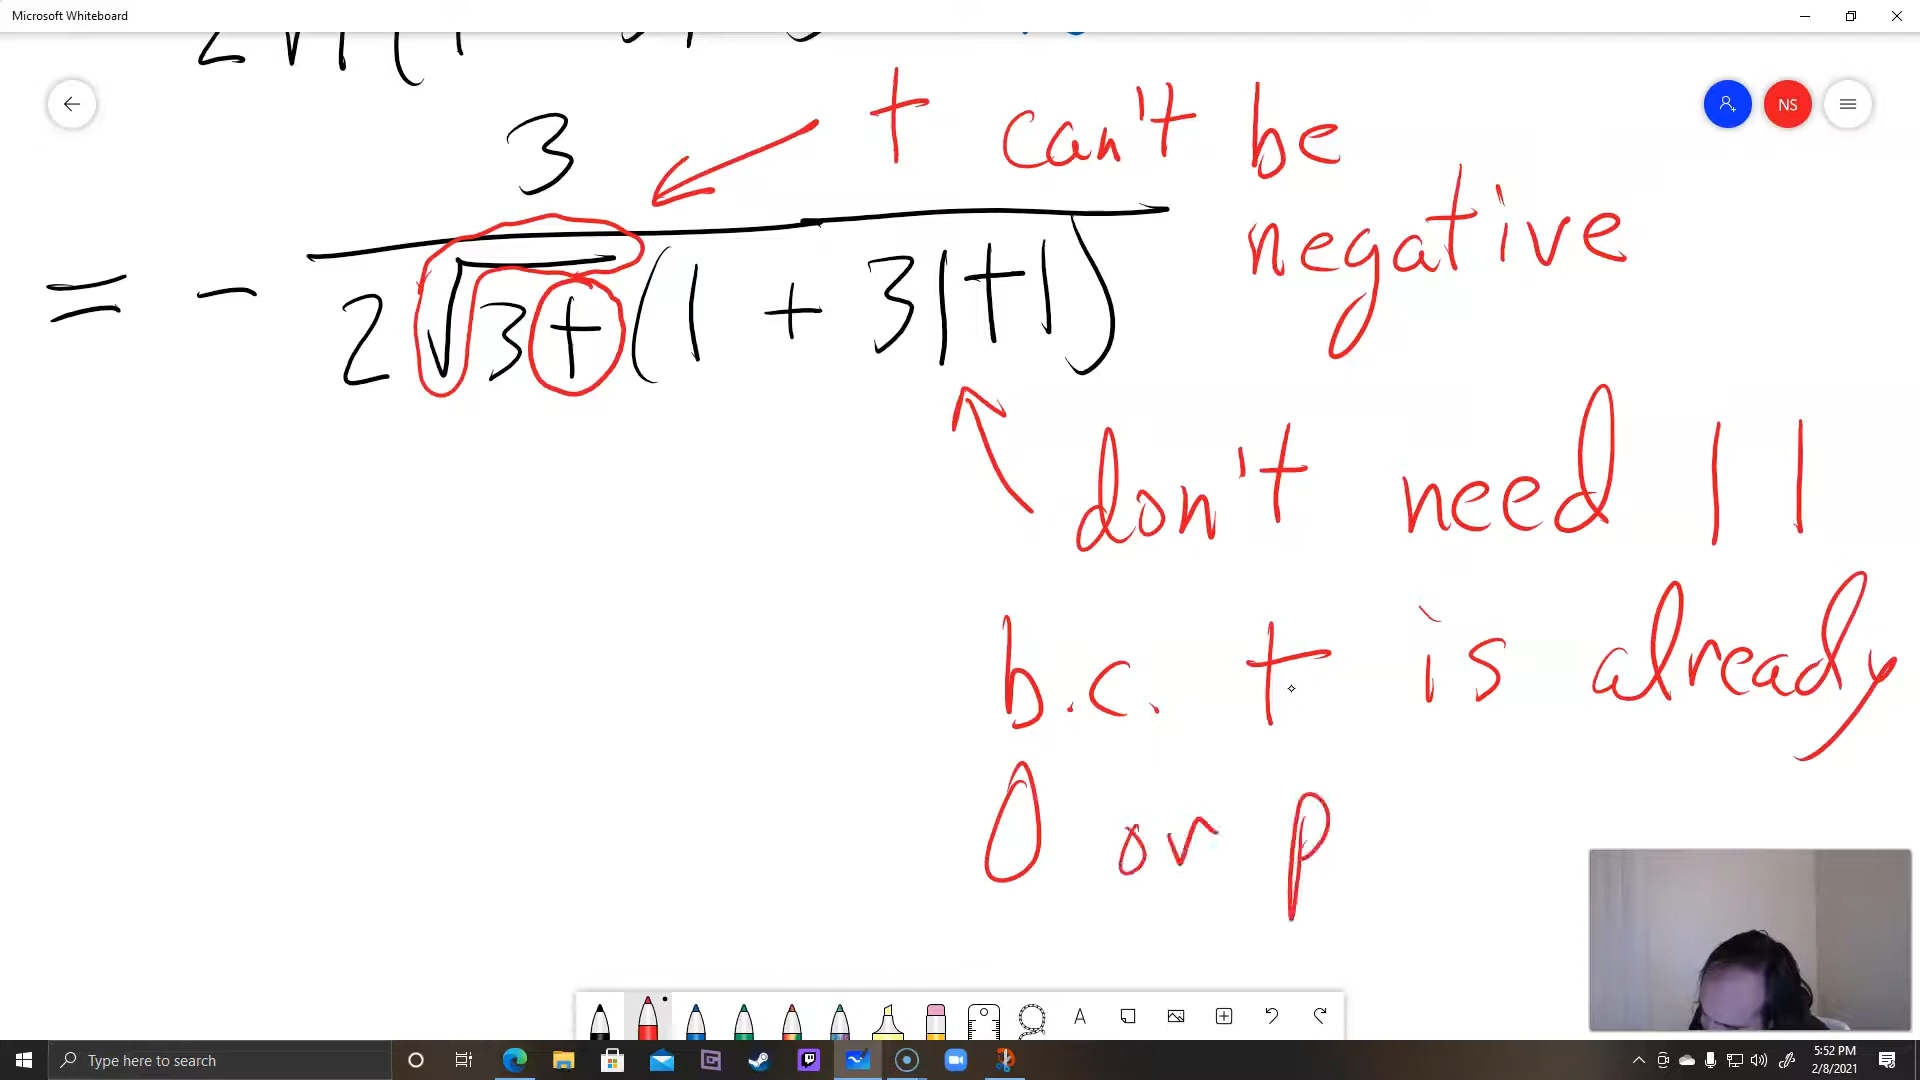 Microsoft Whiteboard
NS
t can't be
negative
= - 3 / 2√3t (1 + 3|t|)
don't need | |
b.c. t is already
0 or p
A
Type here to search
5:52 PM
2/8/2021